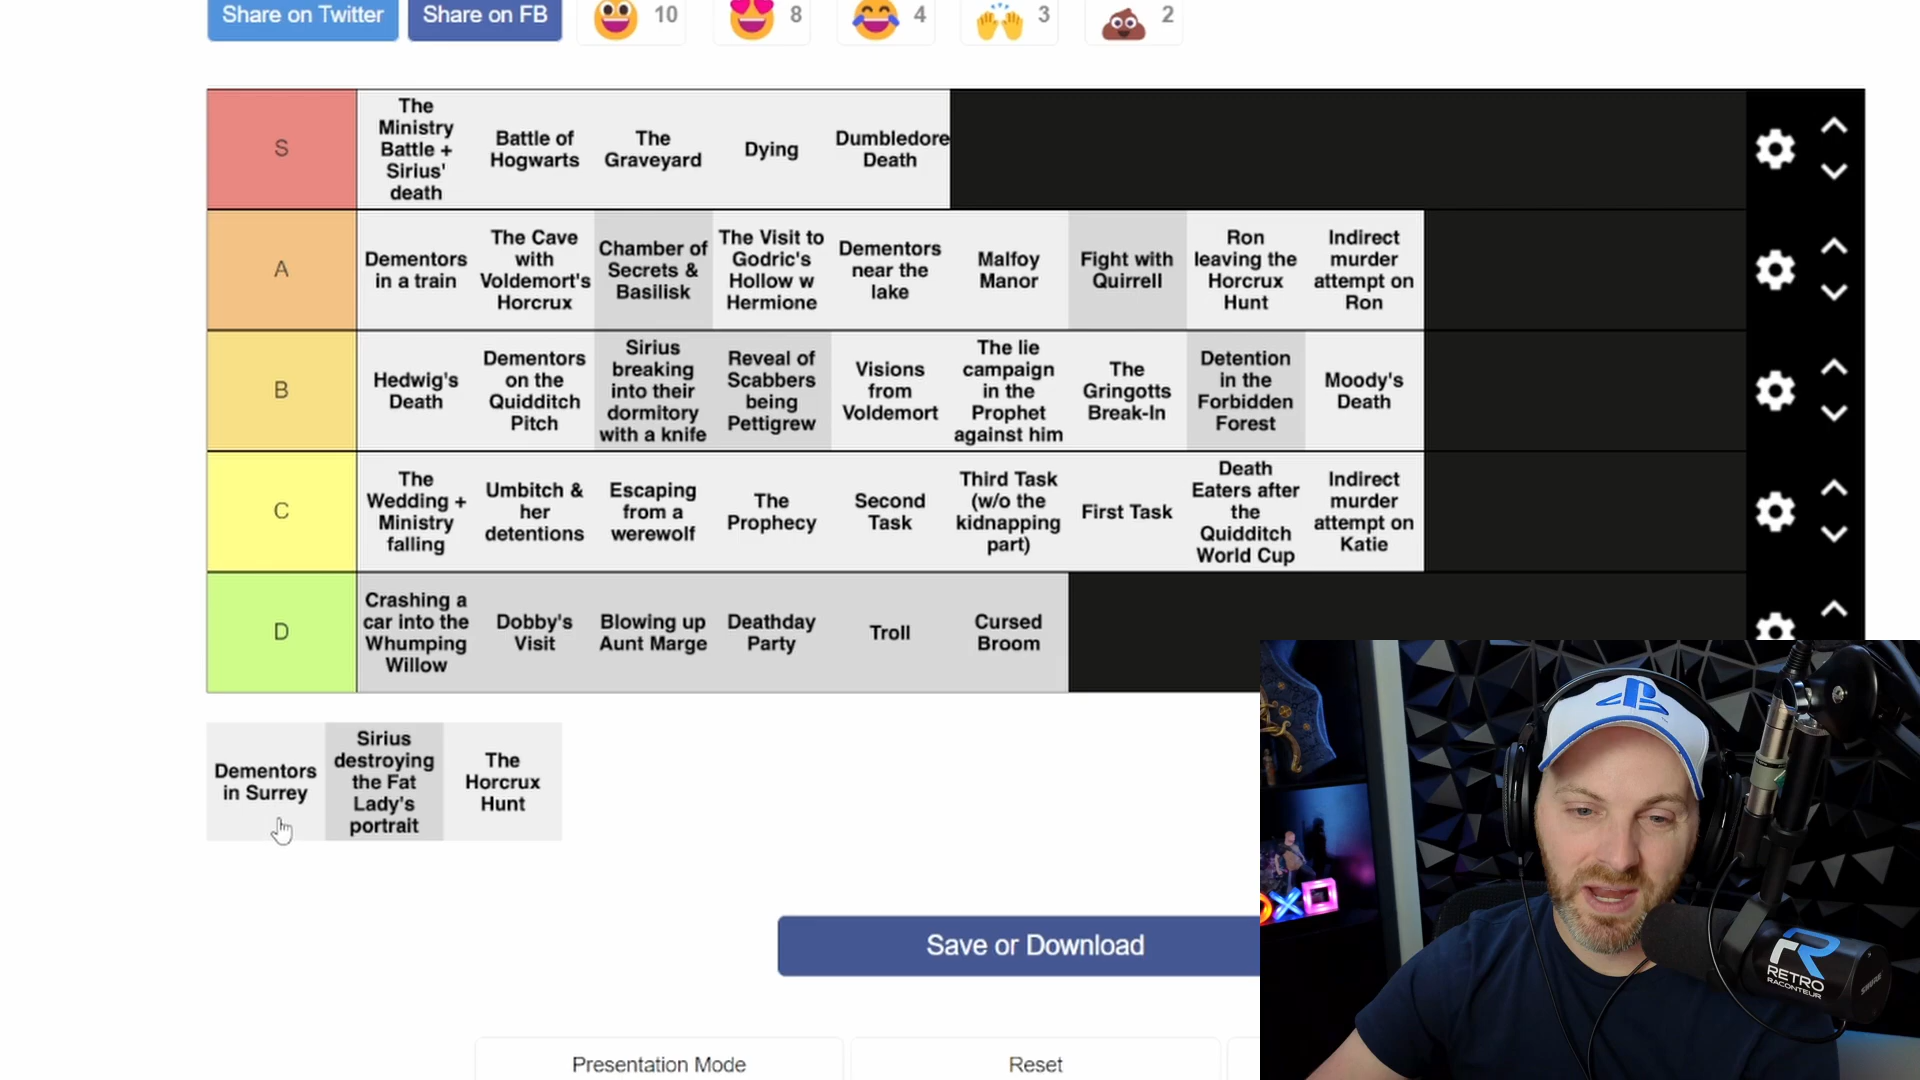 Share on Twitter
Share on FB
10
8
4
3
2
S
The
Ministry
Battle +
Sirius'
death
Battle of
Hogwarts
The
Graveyard
Dying
Dumbledore
Death
A
Dementors
in a train
The Cave
with
Voldemort's
Horcrux
Chamber of
Secrets &
Basilisk
The Visit to
Godric's
Hollow w
Hermione
Dementors
near the
lake
Malfoy
Manor
Fight with
Quirrell
Ron
leaving the
Horcrux
Hunt
Indirect
murder
attempt on
Ron
B
Hedwig's
Death
Dementors
on the
Quidditch
Pitch
Sirius
breaking
into their
dormitory
with a knife
Reveal of
Scabbers
being
Pettigrew
Visions
from
Voldemort
The lie
campaign
in the
Prophet
against him
The
Gringotts
Break-In
Detention
in the
Forbidden
Forest
Moody's
Death
C
The
Wedding +
Ministry
falling
Umbitch &
her
detentions
Escaping
from a
werewolf
The
Prophecy
Second
Task
Third Task
(w/o the
kidnapping
part)
First Task
Death
Eaters after
the
Quidditch
World Cup
Indirect
murder
attempt on
Katie
D
Crashing a
car into the
Whumping
Willow
Dobby's
Visit
Blowing up
Aunt Marge
Deathday
Party
Troll
Cursed
Broom
Dementors
in Surrey
Sirius
destroying
the Fat
Lady's
portrait
The
Horcrux
Hunt
Save or Download
Presentation Mode
Reset
RETRO
RACONTEUR
SHURE